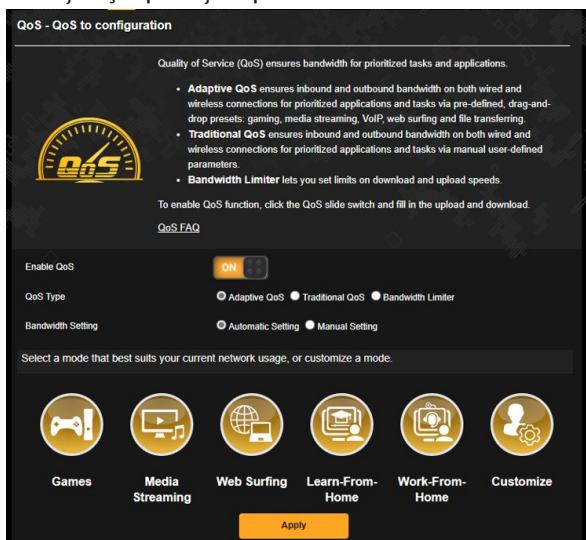 QoS - QoS to configuration
Quality of Service (QoS) ensures bandwidth for prioritized tasks and applications.
• Adaptive QoS ensures inbound and outbound bandwidth on both wired and
wireless connections for prioritized applications and tasks via pre-defined, drag-and-
drop presets: gaming, media streaming, VoIP, web surfing and file transferring.
• Traditional QoS ensures inbound and outbound bandwidth on both wired and
wireless connections for prioritized applications and tasks via manual user-defined
parameters.
• Bandwidth Limiter lets you set limits on download and upload speeds.
QoS
To enable QoS function, click the QoS slide switch and fill in the upload and download.
QoS FAQ
Enable QoS ON
QoS Type Adaptive QoS Traditional QoS Bandwidth Limiter
Bandwidth Setting Automatic Setting Manual Setting
Select a mode that best suits your current network usage, or customize a mode.
Games Media Streaming Web Surfing Learn-From-Home Work-From-Home Customize
Apply